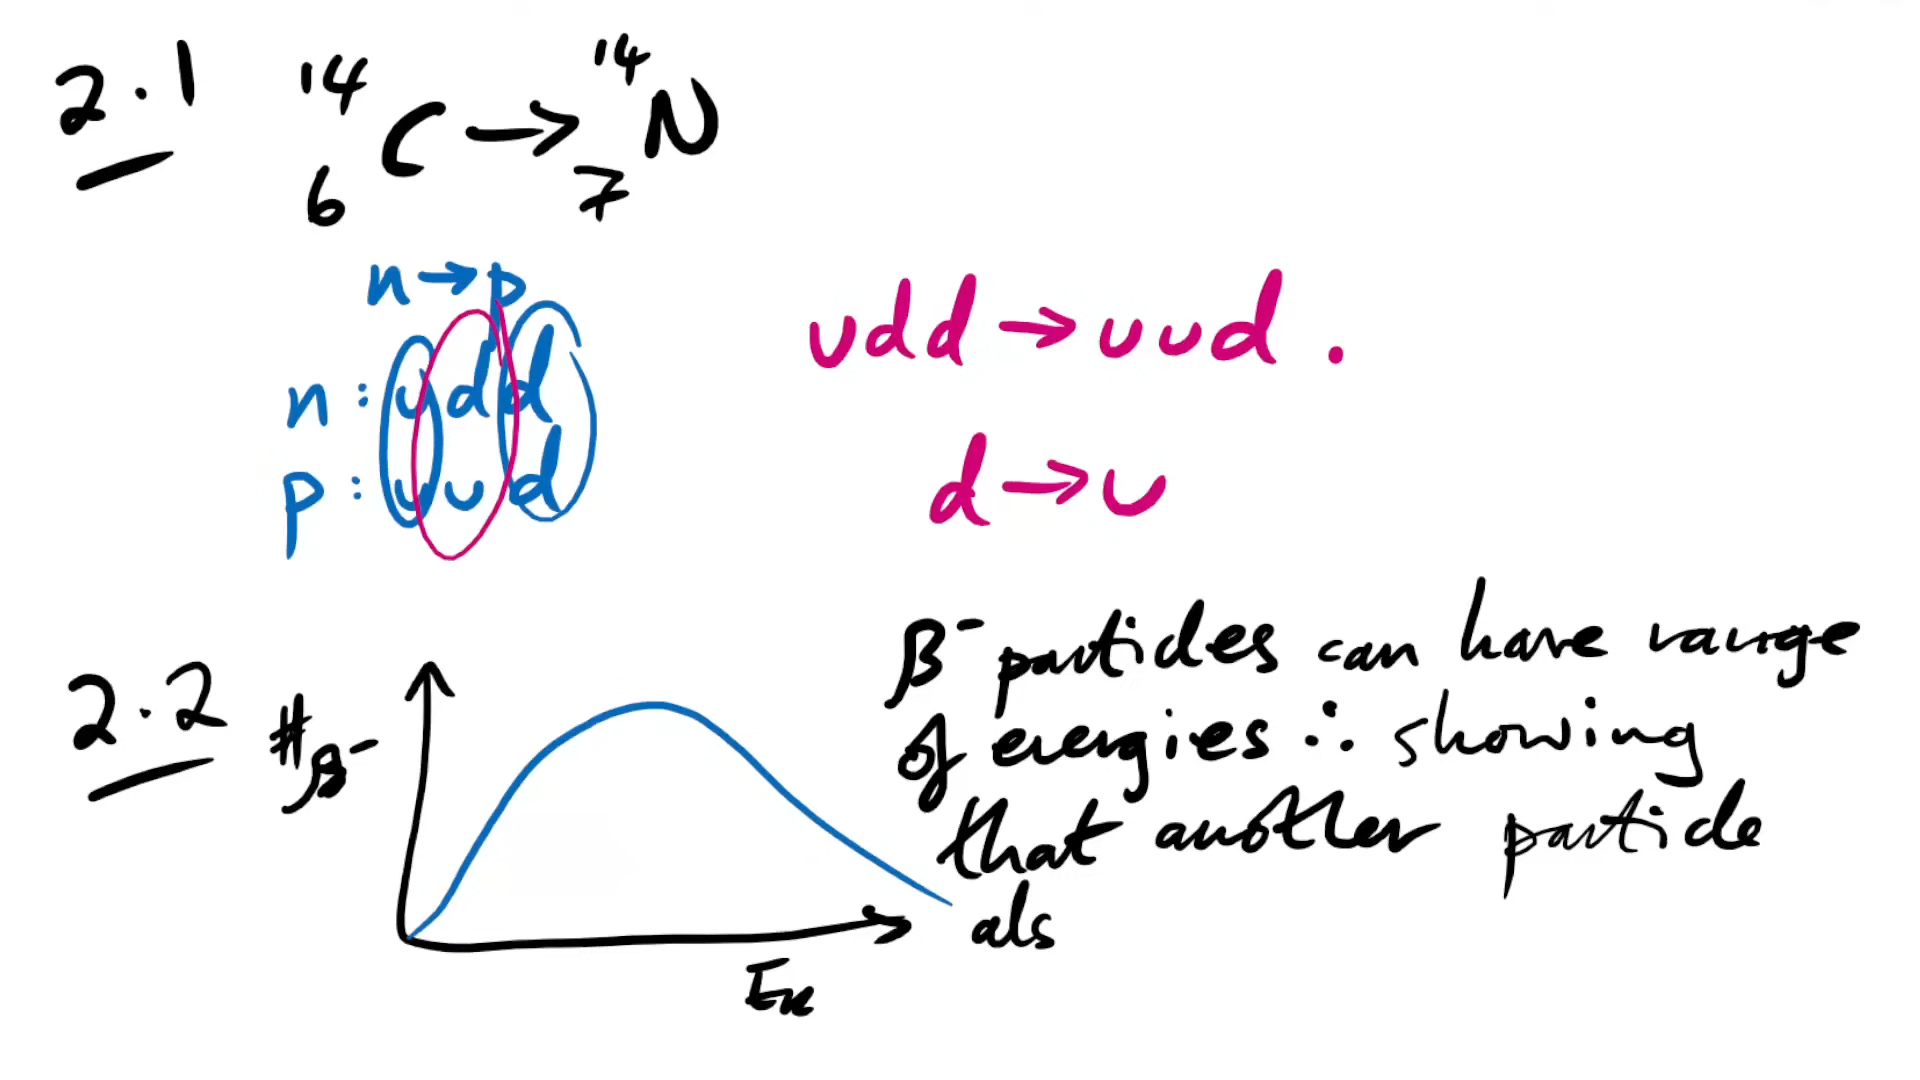 2.1 ¹⁴₆C → ¹⁴₇N
n → p
n : udd
p : uud
udd → uud .
d → u
2.2
#β⁻
Eₖ
β⁻ particles can have range
of energies ∴ showing
that another particle
als